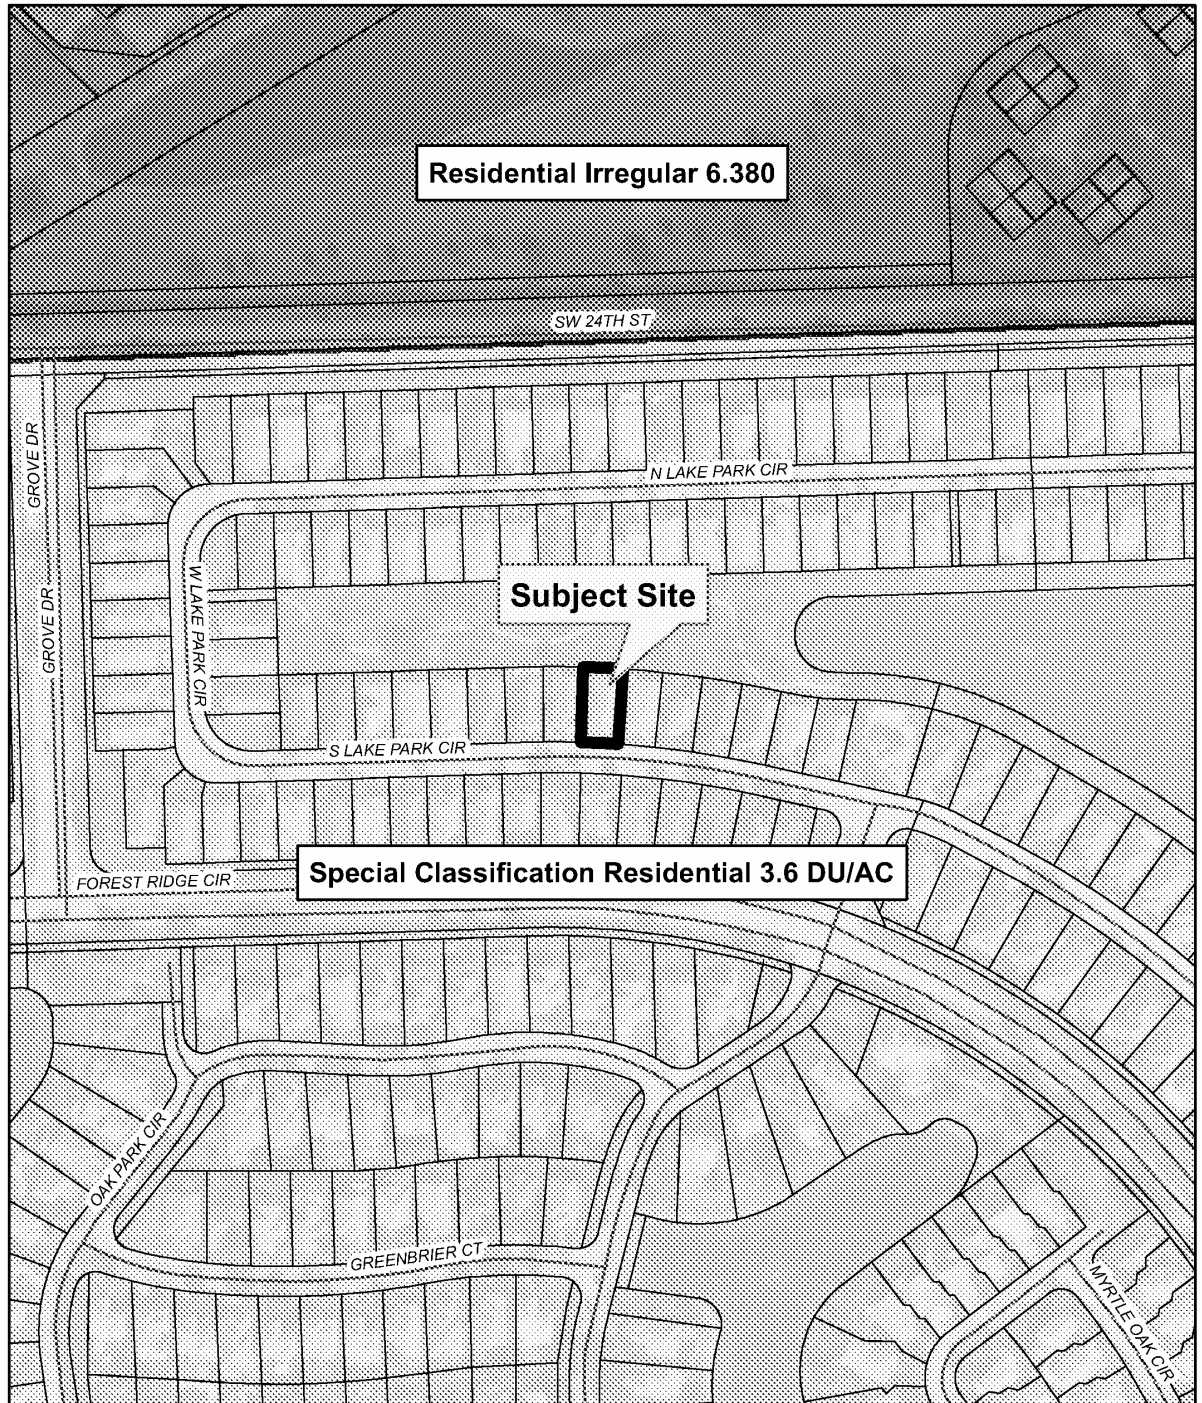 Residential Irregular 6.380
SW 24TH ST
GROVE DR
N LAKE PARK CIR
Subject Site
W LAKE PARK CIR
GROVE DR
S LAKE PARK CIR
Special Classification Residential 3.6 DU/AC
FOREST RIDGE CIR
OAK PARK CIR
GREENBRIER CT
MYRTLE OAK CIR